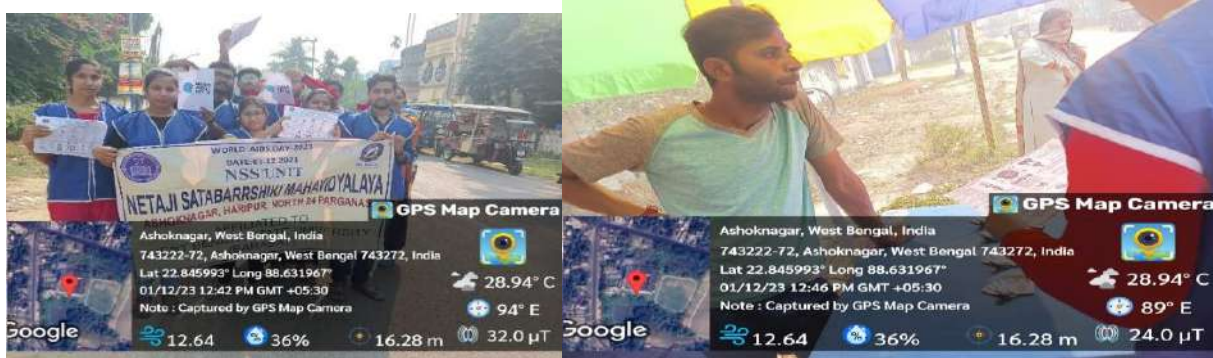 WORLD AIDS DAY-2023
NSS UNIT
NETAJI SATABARRSHIKI MAHAVIDYALAYA
ASHOKNAGAR, HARIPUR, NORTH 24 PARGANAS
GPS Map Camera
Ashoknagar, West Bengal, India
743222-72, Ashoknagar, West Bengal 743272, India
Lat 22.845993° Long 88.631967°
01/12/23 12:42 PM GMT +05:30
Note : Captured by GPS Map Camera
28.94° C
94° E
Google
12.64
36%
16.28 m
32.0 µT
GPS Map Camera
Ashoknagar, West Bengal, India
743222-72, Ashoknagar, West Bengal 743272, India
Lat 22.845993° Long 88.631967°
01/12/23 12:46 PM GMT +05:30
Note : Captured by GPS Map Camera
28.94° C
89° E
Google
12.64
36%
16.28 m
24.0 µT